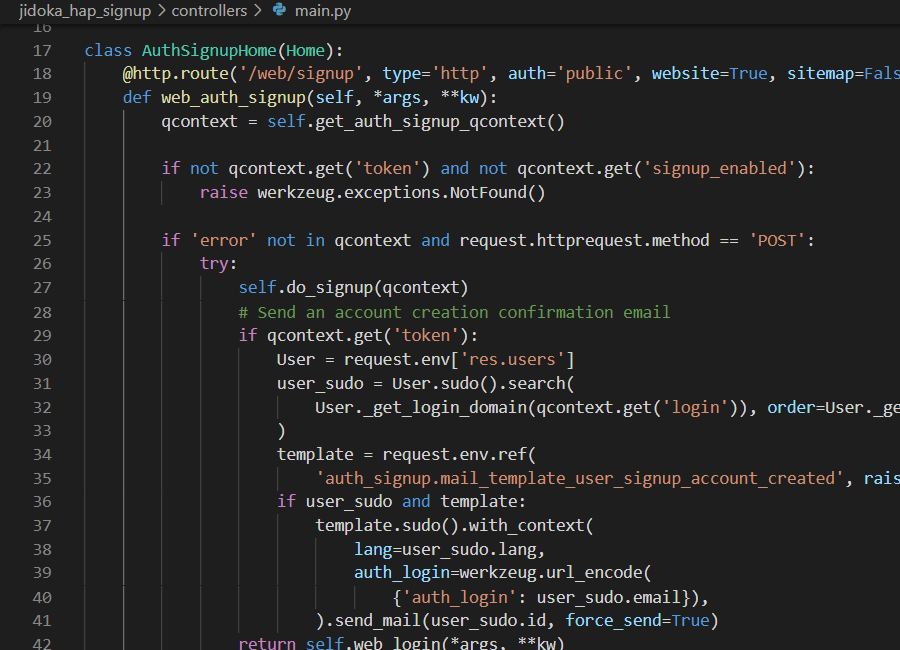 jidoka_hap_signup > controllers > main.py
16
17 class AuthSignupHome(Home):
18 @http.route('/web/signup', type='http', auth='public', website=True, sitemap=Fals
19 def web_auth_signup(self, *args, **kw):
20 qcontext = self.get_auth_signup_qcontext()
21
22 if not qcontext.get('token') and not qcontext.get('signup_enabled'):
23 raise werkzeug.exceptions.NotFound()
24
25 if 'error' not in qcontext and request.httprequest.method == 'POST':
26 try:
27 self.do_signup(qcontext)
28 # Send an account creation confirmation email
29 if qcontext.get('token'):
30 User = request.env['res.users']
31 user_sudo = User.sudo().search(
32 User._get_login_domain(qcontext.get('login')), order=User._ge
33 )
34 template = request.env.ref(
35 'auth_signup.mail_template_user_signup_account_created', rais
36 if user_sudo and template:
37 template.sudo().with_context(
38 lang=user_sudo.lang,
39 auth_login=werkzeug.url_encode(
40 {'auth_login': user_sudo.email}),
41 ).send_mail(user_sudo.id, force_send=True)
42 return self.web_login(*args, **kw)